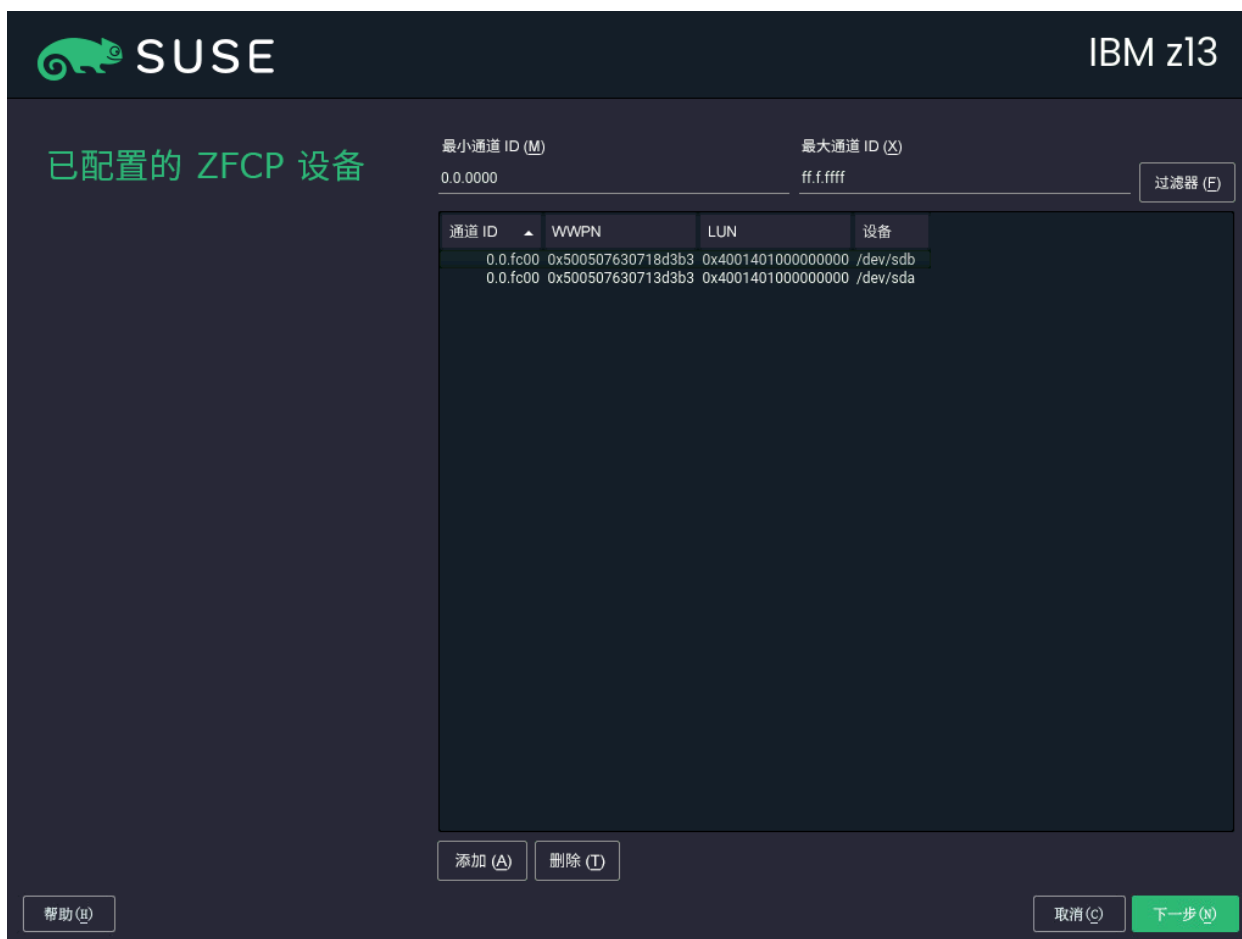 SUSE
IBM z13
已配置的 ZFCP 设备
最小通道 ID (M) 最大通道 ID (X)
0.0.0000 ff.f.ffff 过滤器 (F)
通道 ID WWPN LUN 设备
0.0.fc00 0x500507630718d3b3 0x4001401000000000 /dev/sdb
0.0.fc00 0x500507630713d3b3 0x4001401000000000 /dev/sda
添加 (A) 删除 (T)
帮助(H) 取消(C) 下一步(N)